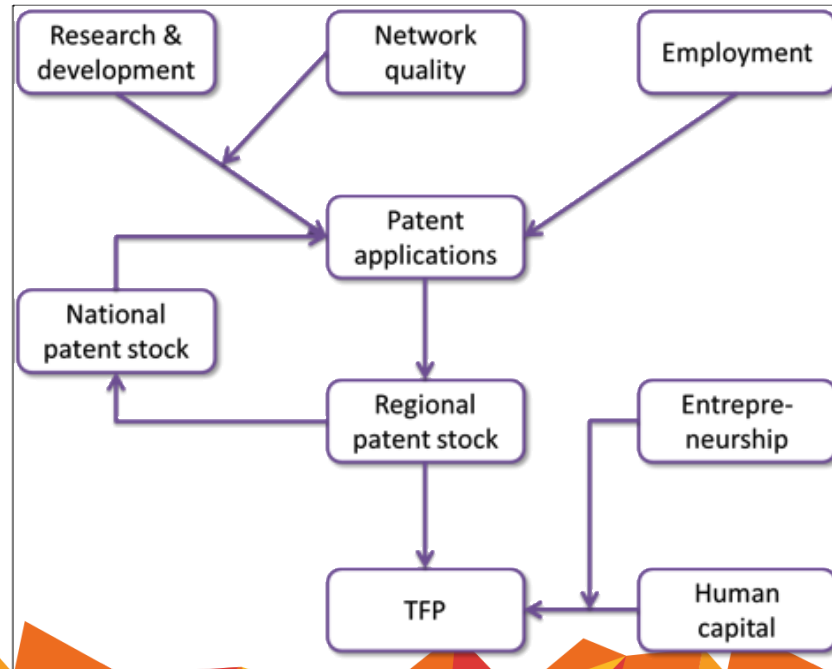 Research &
development
Network
quality
Employment
Patent
applications
National
patent stock
Regional
patent stock
Entrepre-
neurship
TFP
Human
capital